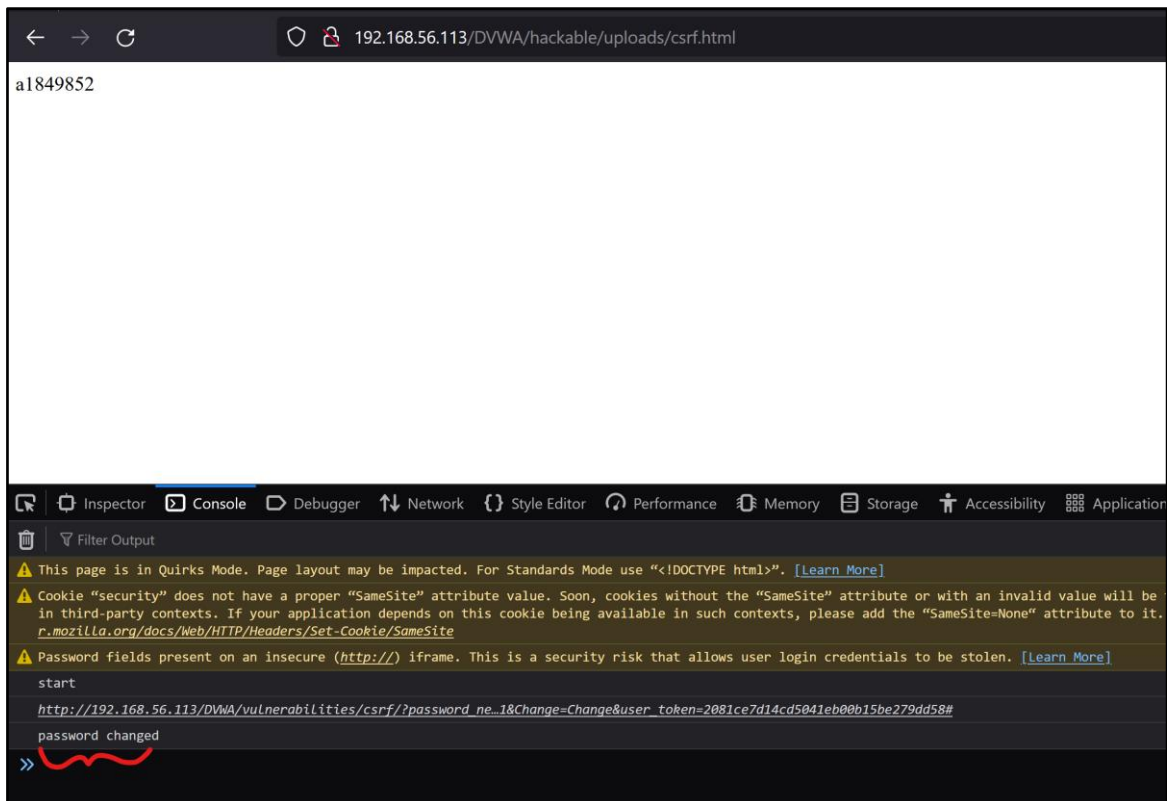 192.168.56.113/DVWA/hackable/uploads/csrf.html
a1849852
Inspector Console Debugger Network Style Editor Performance Memory Storage Accessibility Application
Filter Output
This page is in Quirks Mode. Page layout may be impacted. For Standards Mode use “<!DOCTYPE html>”. [Learn More]
Cookie “security” does not have a proper “SameSite” attribute value. Soon, cookies without the “SameSite” attribute or with an invalid value will be
in third-party contexts. If your application depends on this cookie being available in such contexts, please add the “SameSite=None“ attribute to it.
r.mozilla.org/docs/Web/HTTP/Headers/Set-Cookie/SameSite
Password fields present on an insecure (http://) iframe. This is a security risk that allows user login credentials to be stolen. [Learn More]
start
http://192.168.56.113/DVWA/vulnerabilities/csrf/?password_ne…1&Change=Change&user_token=2081ce7d14cd5041eb00b15be279dd58#
password changed